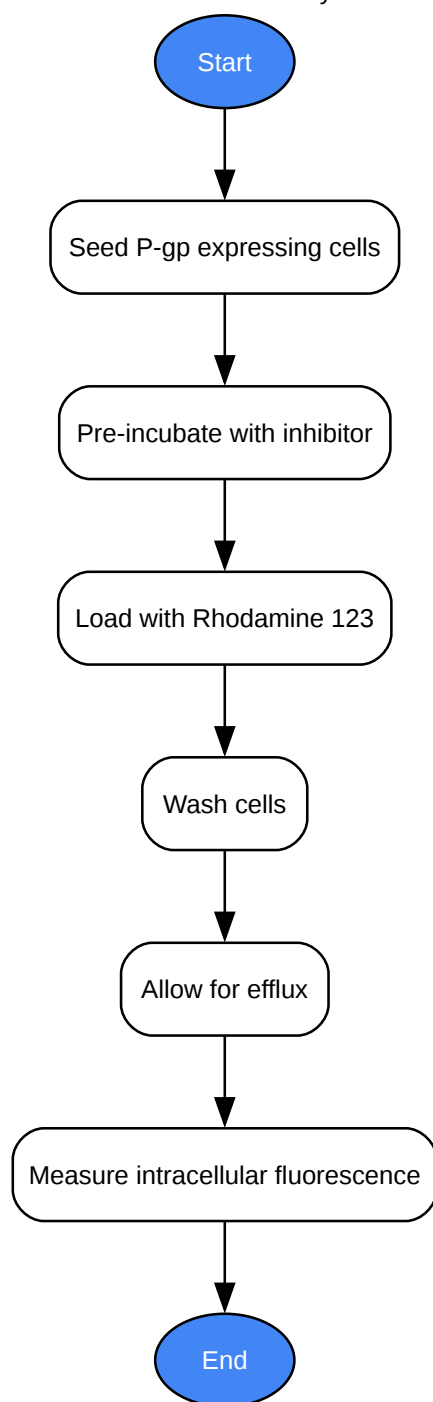 Start
Seed P-gp expressing cells
Pre-incubate with inhibitor
Load with Rhodamine 123
Wash cells
Allow for efflux
Measure intracellular fluorescence
End